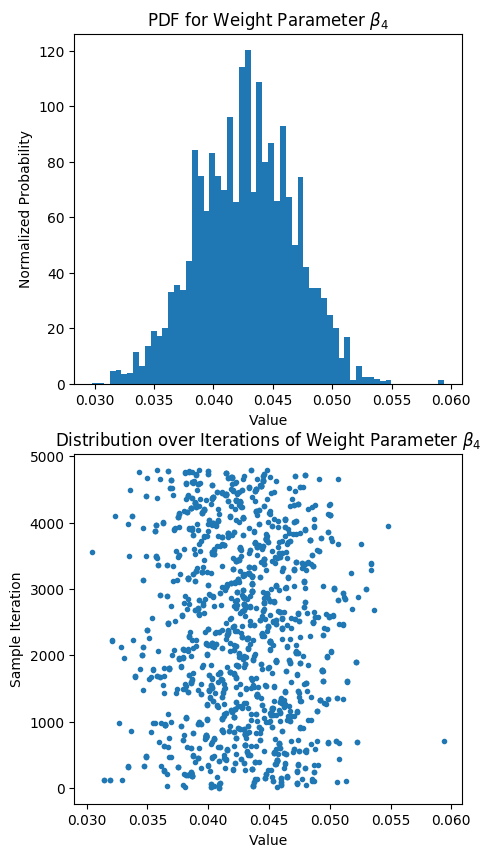 PDF for Weight Parameter β₄
120
100
80
60
40
20
0
Normalized Probability
0.030 0.035 0.040 0.045 0.050 0.055 0.060
Value
Distribution over Iterations of Weight Parameter β₄
5000
4000
3000
2000
1000
0
Sample Iteration
0.030 0.035 0.040 0.045 0.050 0.055 0.060
Value